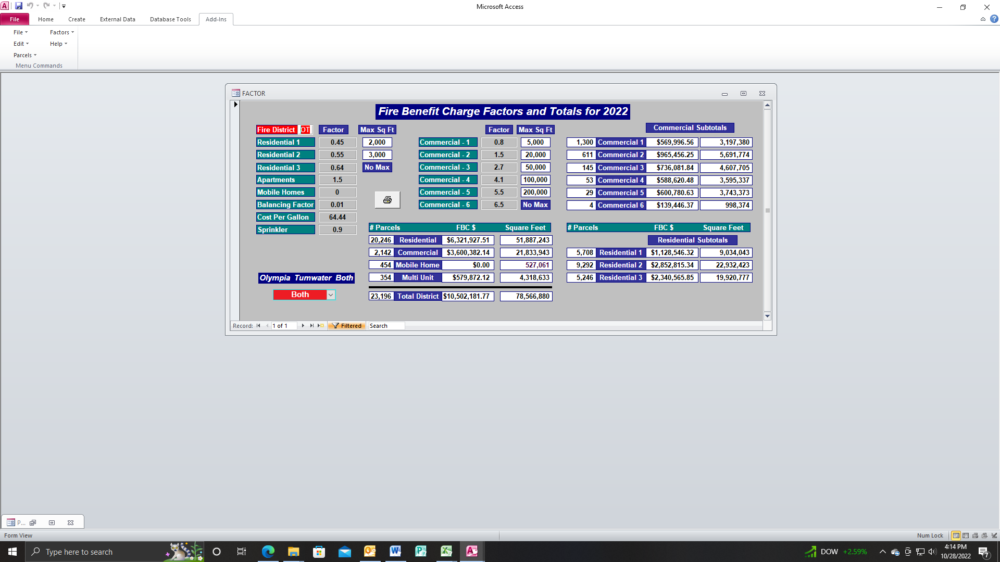 Microsoft Access
File Home Create External Data Database Tools Add-Ins
File Factors
Edit Help
Parcels
Menu Commands
FACTOR
Fire Benefit Charge Factors and Totals for 2022
Fire District OT Factor Max Sq Ft Factor Max Sq Ft Commercial Subtotals
Residential 1 0.45 2,000 Commercial - 1 0.8 5,000 1,300 Commercial 1 $569,996.56 3,197,380
Residential 2 0.55 3,000 Commercial - 2 1.5 20,000 611 Commercial 2 $965,456.25 5,691,774
Residential 3 0.64 No Max Commercial - 3 2.7 50,000 145 Commercial 3 $736,081.84 4,607,705
Apartments 1.5 Commercial - 4 4.1 100,000 53 Commercial 4 $588,620.48 3,595,337
Mobile Homes 0 Commercial - 5 5.5 200,000 29 Commercial 5 $600,780.63 3,743,373
Balancing Factor 0.01 Commercial - 6 6.5 No Max 4 Commercial 6 $139,446.37 998,374
Cost Per Gallon 64.44
Sprinkler 0.9 # Parcels FBC $ Square Feet # Parcels FBC $ Square Feet
20,246 Residential $6,321,927.51 51,887,243 Residential Subtotals
2,142 Commercial $3,600,382.14 21,833,943 5,708 Residential 1 $1,128,546.32 9,034,043
454 Mobile Home $0.00 527,061 9,292 Residential 2 $2,852,815.34 22,932,423
Olympia Tumwater Both 354 Multi Unit $579,872.12 4,318,633 5,246 Residential 3 $2,340,565.85 19,920,777
Both 23,196 Total District $10,502,181.77 78,566,880
Record: 1 of 1 Filtered Search
P...
Form View Num Lock
Type here to search DOW +2.59% 4:14 PM
10/28/2022 7